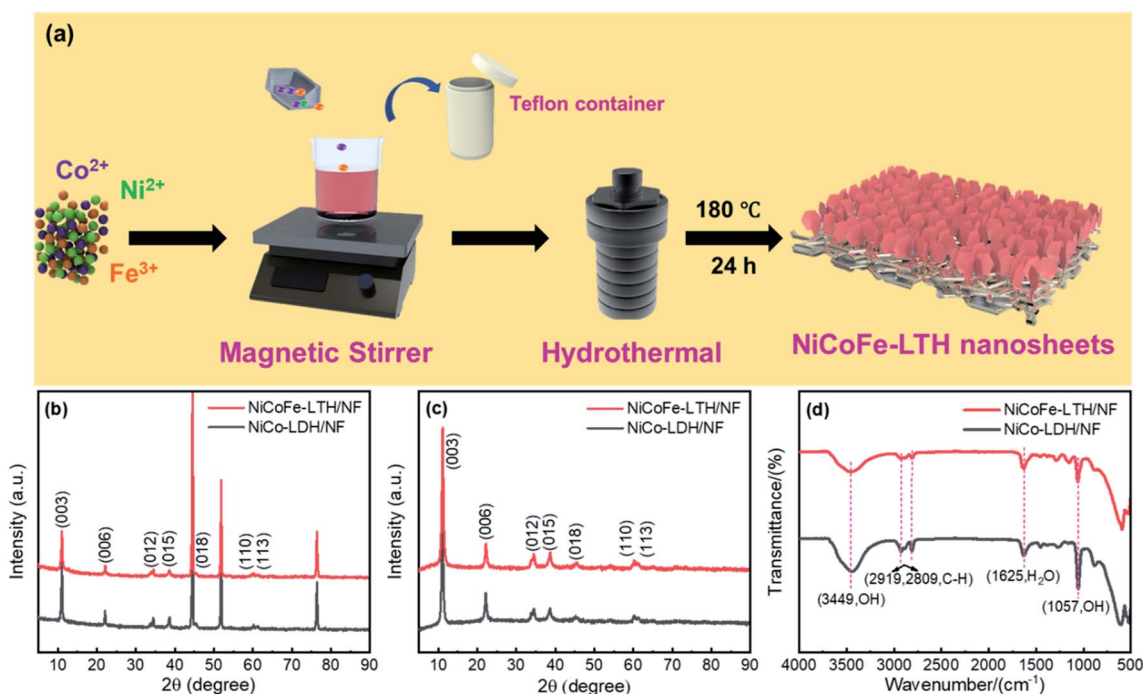 (a)
Teflon container
Co²⁺
Ni²⁺
Fe³⁺
180 ℃
24 h
Magnetic Stirrer
Hydrothermal
NiCoFe-LTH nanosheets
(b)
NiCoFe-LTH/NF
NiCo-LDH/NF
(003)
(006)
(012)
(015)
(018)
(110)
(113)
Intensity (a.u.)
10 20 30 40 50 60 70 80 90
2θ (degree)
(c)
NiCoFe-LTH/NF
NiCo-LDH/NF
(003)
(006)
(012)
(015)
(018)
(110)
(113)
Intensity (a.u.)
10 20 30 40 50 60 70 80 90
2θ (degree)
(d)
NiCoFe-LTH/NF
NiCo-LDH/NF
Transmittance/(%)
(3449,OH)
(2919,2809,C-H)
(1625,H₂O)
(1057,OH)
4000 3500 3000 2500 2000 1500 1000 500
Wavenumber/(cm⁻¹)